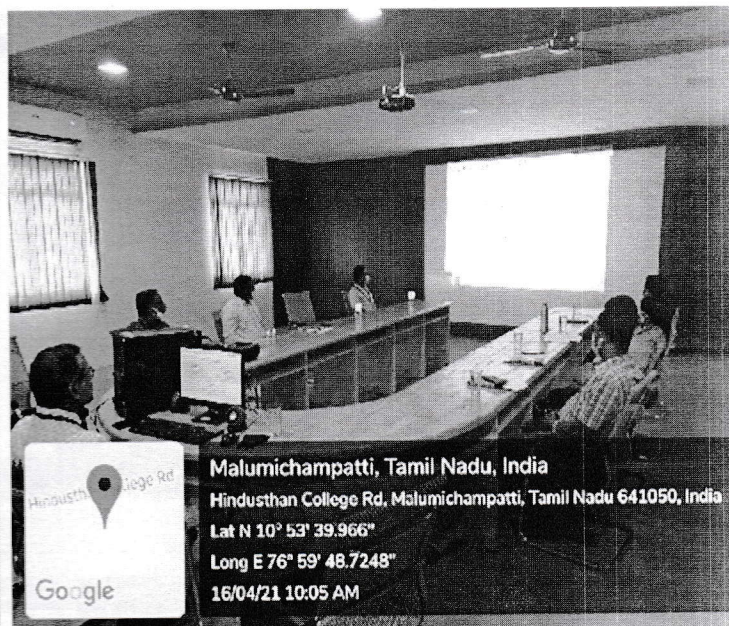 Malumichampatti, Tamil Nadu, India
Hindusthan College Rd, Malumichampatti, Tamil Nadu 641050, India
Lat N 10° 53' 39.966"
Long E 76° 59' 48.7248"
16/04/21 10:05 AM
Hindusth lege Rd
Google